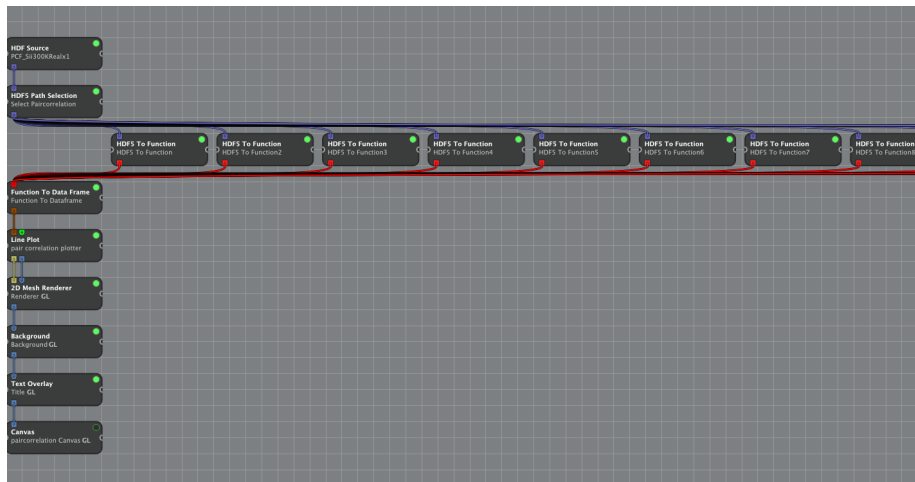 HDF Source
PCF_Sii300KRealx1
HDF5 Path Selection
Select Paircorrelation
HDF5 To Function
HDF5 To Function
HDF5 To Function
HDF5 To Function2
HDF5 To Function
HDF5 To Function3
HDF5 To Function
HDF5 To Function4
HDF5 To Function
HDF5 To Function5
HDF5 To Function
HDF5 To Function6
HDF5 To Function
HDF5 To Function7
HDF5 To Function
HDF5 To Function8
Function To Data Frame
Function To Dataframe
Line Plot
pair correlation plotter
2D Mesh Renderer
Renderer GL
Background
Background GL
Text Overlay
Title GL
Canvas
paircorrelation Canvas GL